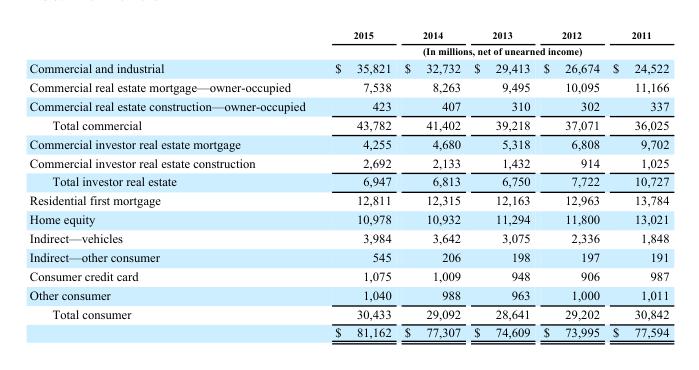 2015 2014 2013 2012 2011
(In millions, net of unearned income)
Commercial and industrial $ 35,821 $ 32,732 $ 29,413 $ 26,674 $ 24,522
Commercial real estate mortgage—owner-occupied 7,538 8,263 9,495 10,095 11,166
Commercial real estate construction—owner-occupied 423 407 310 302 337
Total commercial 43,782 41,402 39,218 37,071 36,025
Commercial investor real estate mortgage 4,255 4,680 5,318 6,808 9,702
Commercial investor real estate construction 2,692 2,133 1,432 914 1,025
Total investor real estate 6,947 6,813 6,750 7,722 10,727
Residential first mortgage 12,811 12,315 12,163 12,963 13,784
Home equity 10,978 10,932 11,294 11,800 13,021
Indirect—vehicles 3,984 3,642 3,075 2,336 1,848
Indirect—other consumer 545 206 198 197 191
Consumer credit card 1,075 1,009 948 906 987
Other consumer 1,040 988 963 1,000 1,011
Total consumer 30,433 29,092 28,641 29,202 30,842
$ 81,162 $ 77,307 $ 74,609 $ 73,995 $ 77,594